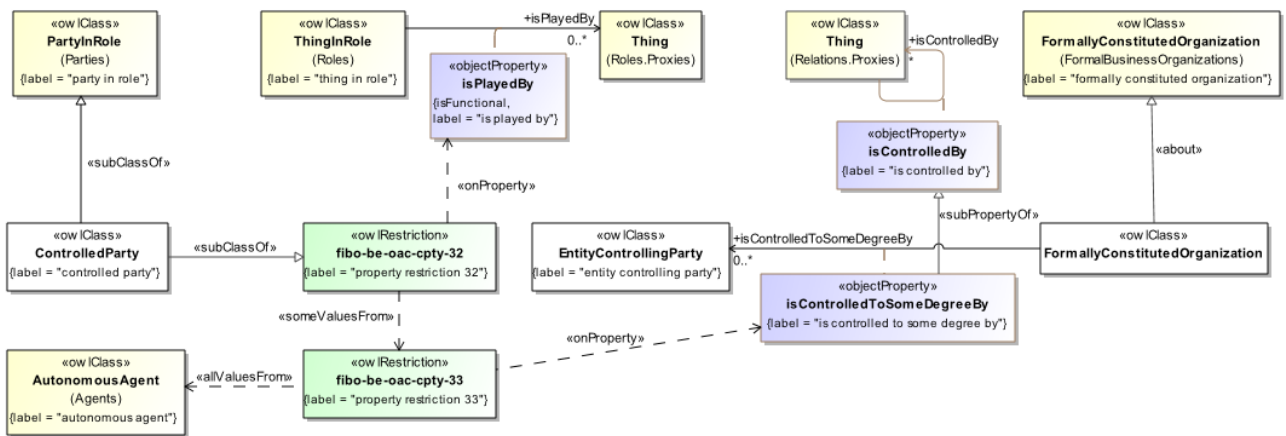 «owlClass»
PartyInRole
(Parties)
{label = "party in role"}
«owlClass»
ThingInRole
(Roles)
{label = "thing in role"}
+isPlayedBy
0..*
«owlClass»
Thing
(Roles.Proxies)
«objectProperty»
isPlayedBy
{isFunctional,
label = "is played by"}
«owlClass»
Thing
(Relations.Proxies)
+isControlledBy
*
«owlClass»
FormallyConstitutedOrganization
(FormalBusinessOrganizations)
{label = "formally constituted organization"}
«objectProperty»
isControlledBy
{label = "is controlled by"}
«subClassOf»
«onProperty»
«about»
«subPropertyOf»
«owlClass»
ControlledParty
{label = "controlled party"}
«subClassOf»
«owlRestriction»
fibo-be-oac-cpty-32
{label = "property restriction 32"}
«owlClass»
EntityControllingParty
{label = "entity controlling party"}
+isControlledToSomeDegreeBy
0..*
«owlClass»
FormallyConstitutedOrganization
«objectProperty»
isControlledToSomeDegreeBy
{label = "is controlled to some degree by"}
«someValuesFrom»
«onProperty»
«owlClass»
AutonomousAgent
(Agents)
{label = "autonomous agent"}
«allValuesFrom»
«owlRestriction»
fibo-be-oac-cpty-33
{label = "property restriction 33"}